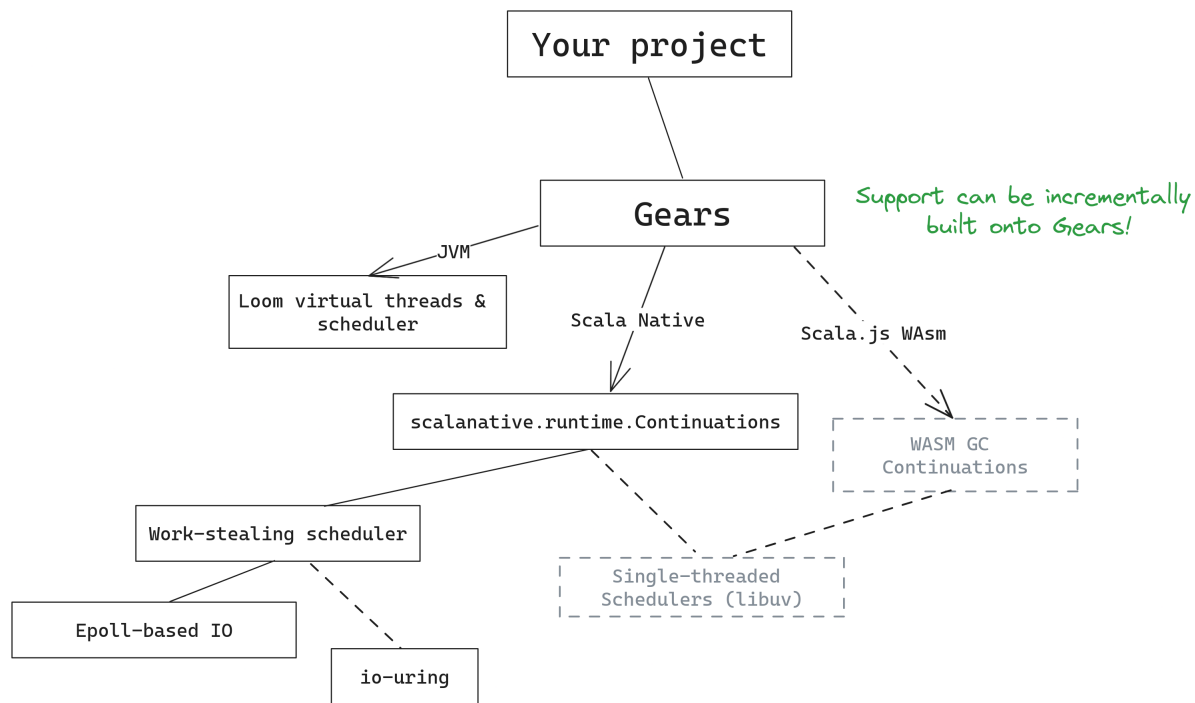 Your project
Gears
Support can be incrementally
built onto Gears!
JVM
Loom virtual threads &
scheduler
Scala Native
Scala.js WAsm
scalanative.runtime.Continuations
WASM GC
Continuations
Work-stealing scheduler
Single-threaded
Schedulers (libuv)
Epoll-based IO
io-uring